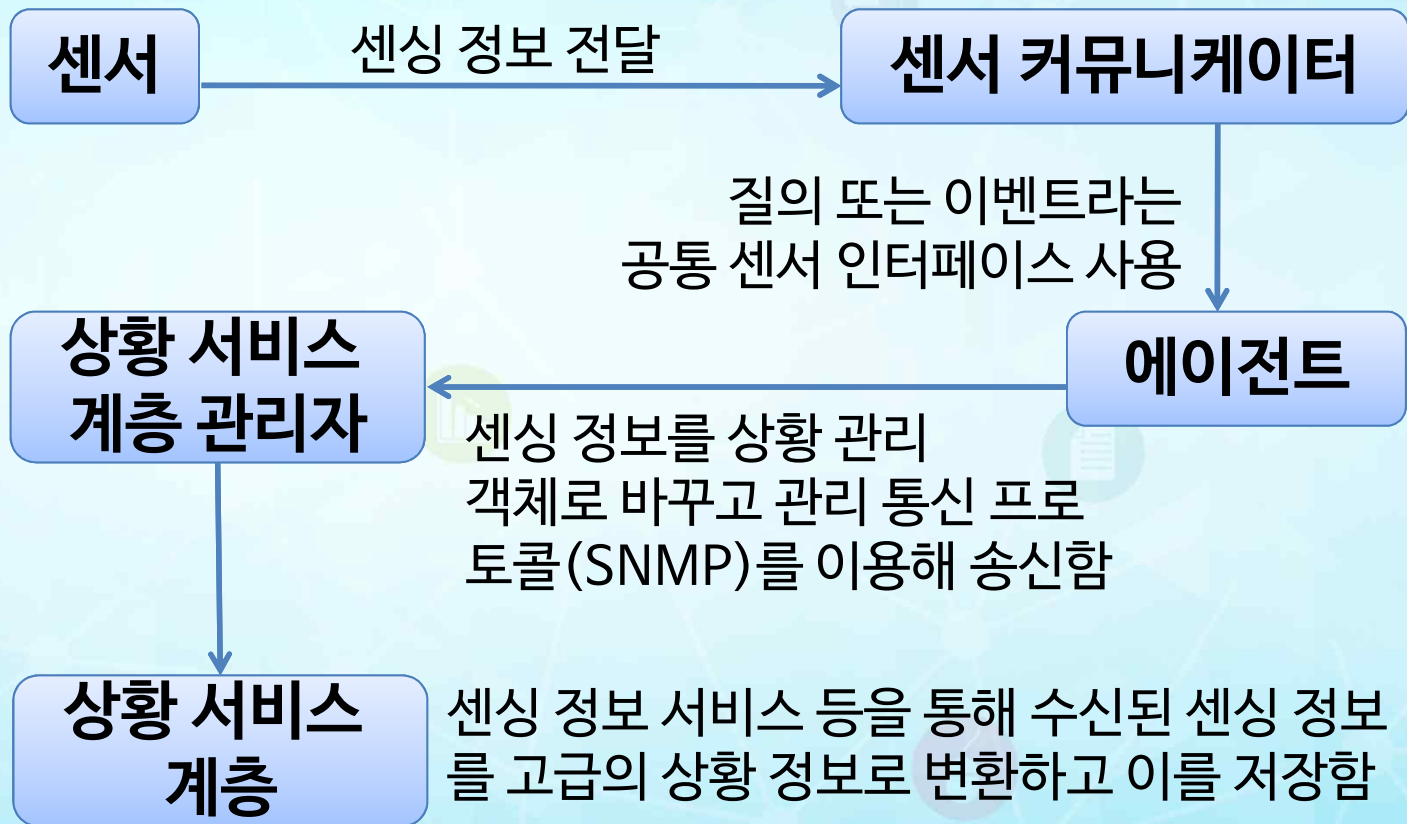 센서
센싱 정보 전달
센서 커뮤니케이터
질의 또는 이벤트라는
공통 센서 인터페이스 사용
에이전트
상황 서비스
계층 관리자
센싱 정보를 상황 관리
객체로 바꾸고 관리 통신 프로
토콜(SNMP)를 이용해 송신함
상황 서비스
계층
센싱 정보 서비스 등을 통해 수신된 센싱 정보
를 고급의 상황 정보로 변환하고 이를 저장함